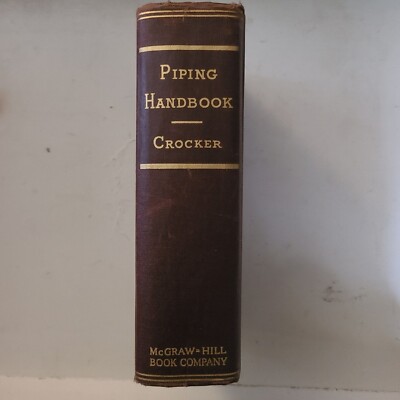 PIPING
HANDBOOK
CROCKER
McGRAW-HILL
BOOK COMPANY